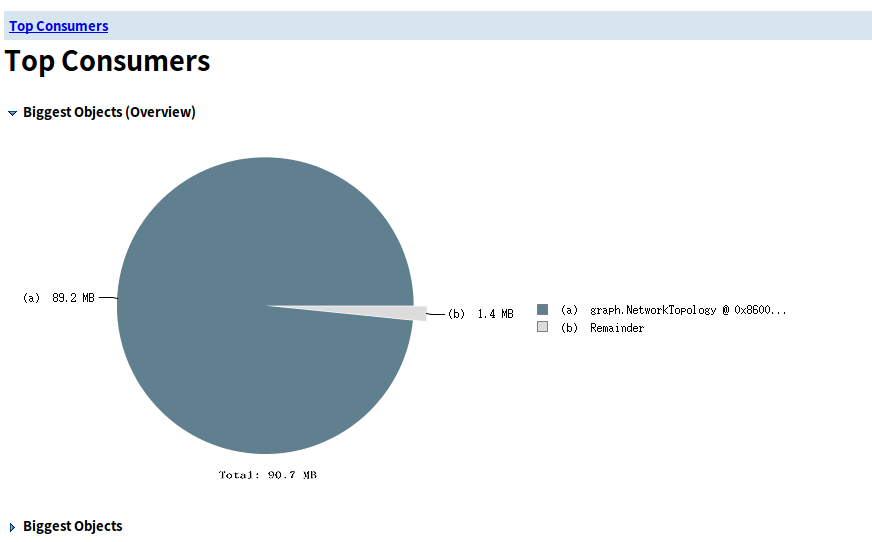 Top Consumers
Top Consumers
Biggest Objects (Overview)
(a) 89.2 MB
(b) 1.4 MB
(a) graph.NetworkTopology @ 0x8600...
(b) Remainder
Total: 90.7 MB
Biggest Objects